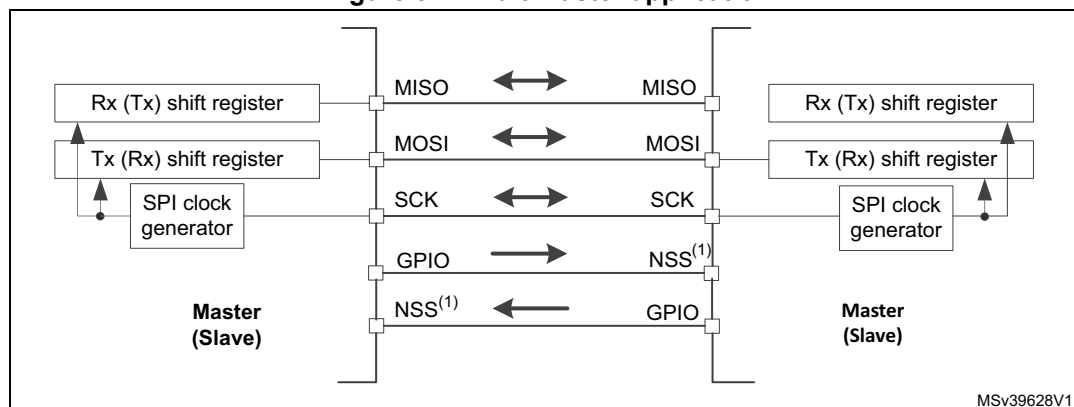 MISO MISO
Rx (Tx) shift register Rx (Tx) shift register
MOSI MOSI
Tx (Rx) shift register Tx (Rx) shift register
SPI clock
generator
SCK SCK
SPI clock
generator
GPIO NSS(1)
Master
(Slave)
NSS(1) GPIO
Master
(Slave)
MSv39628V1